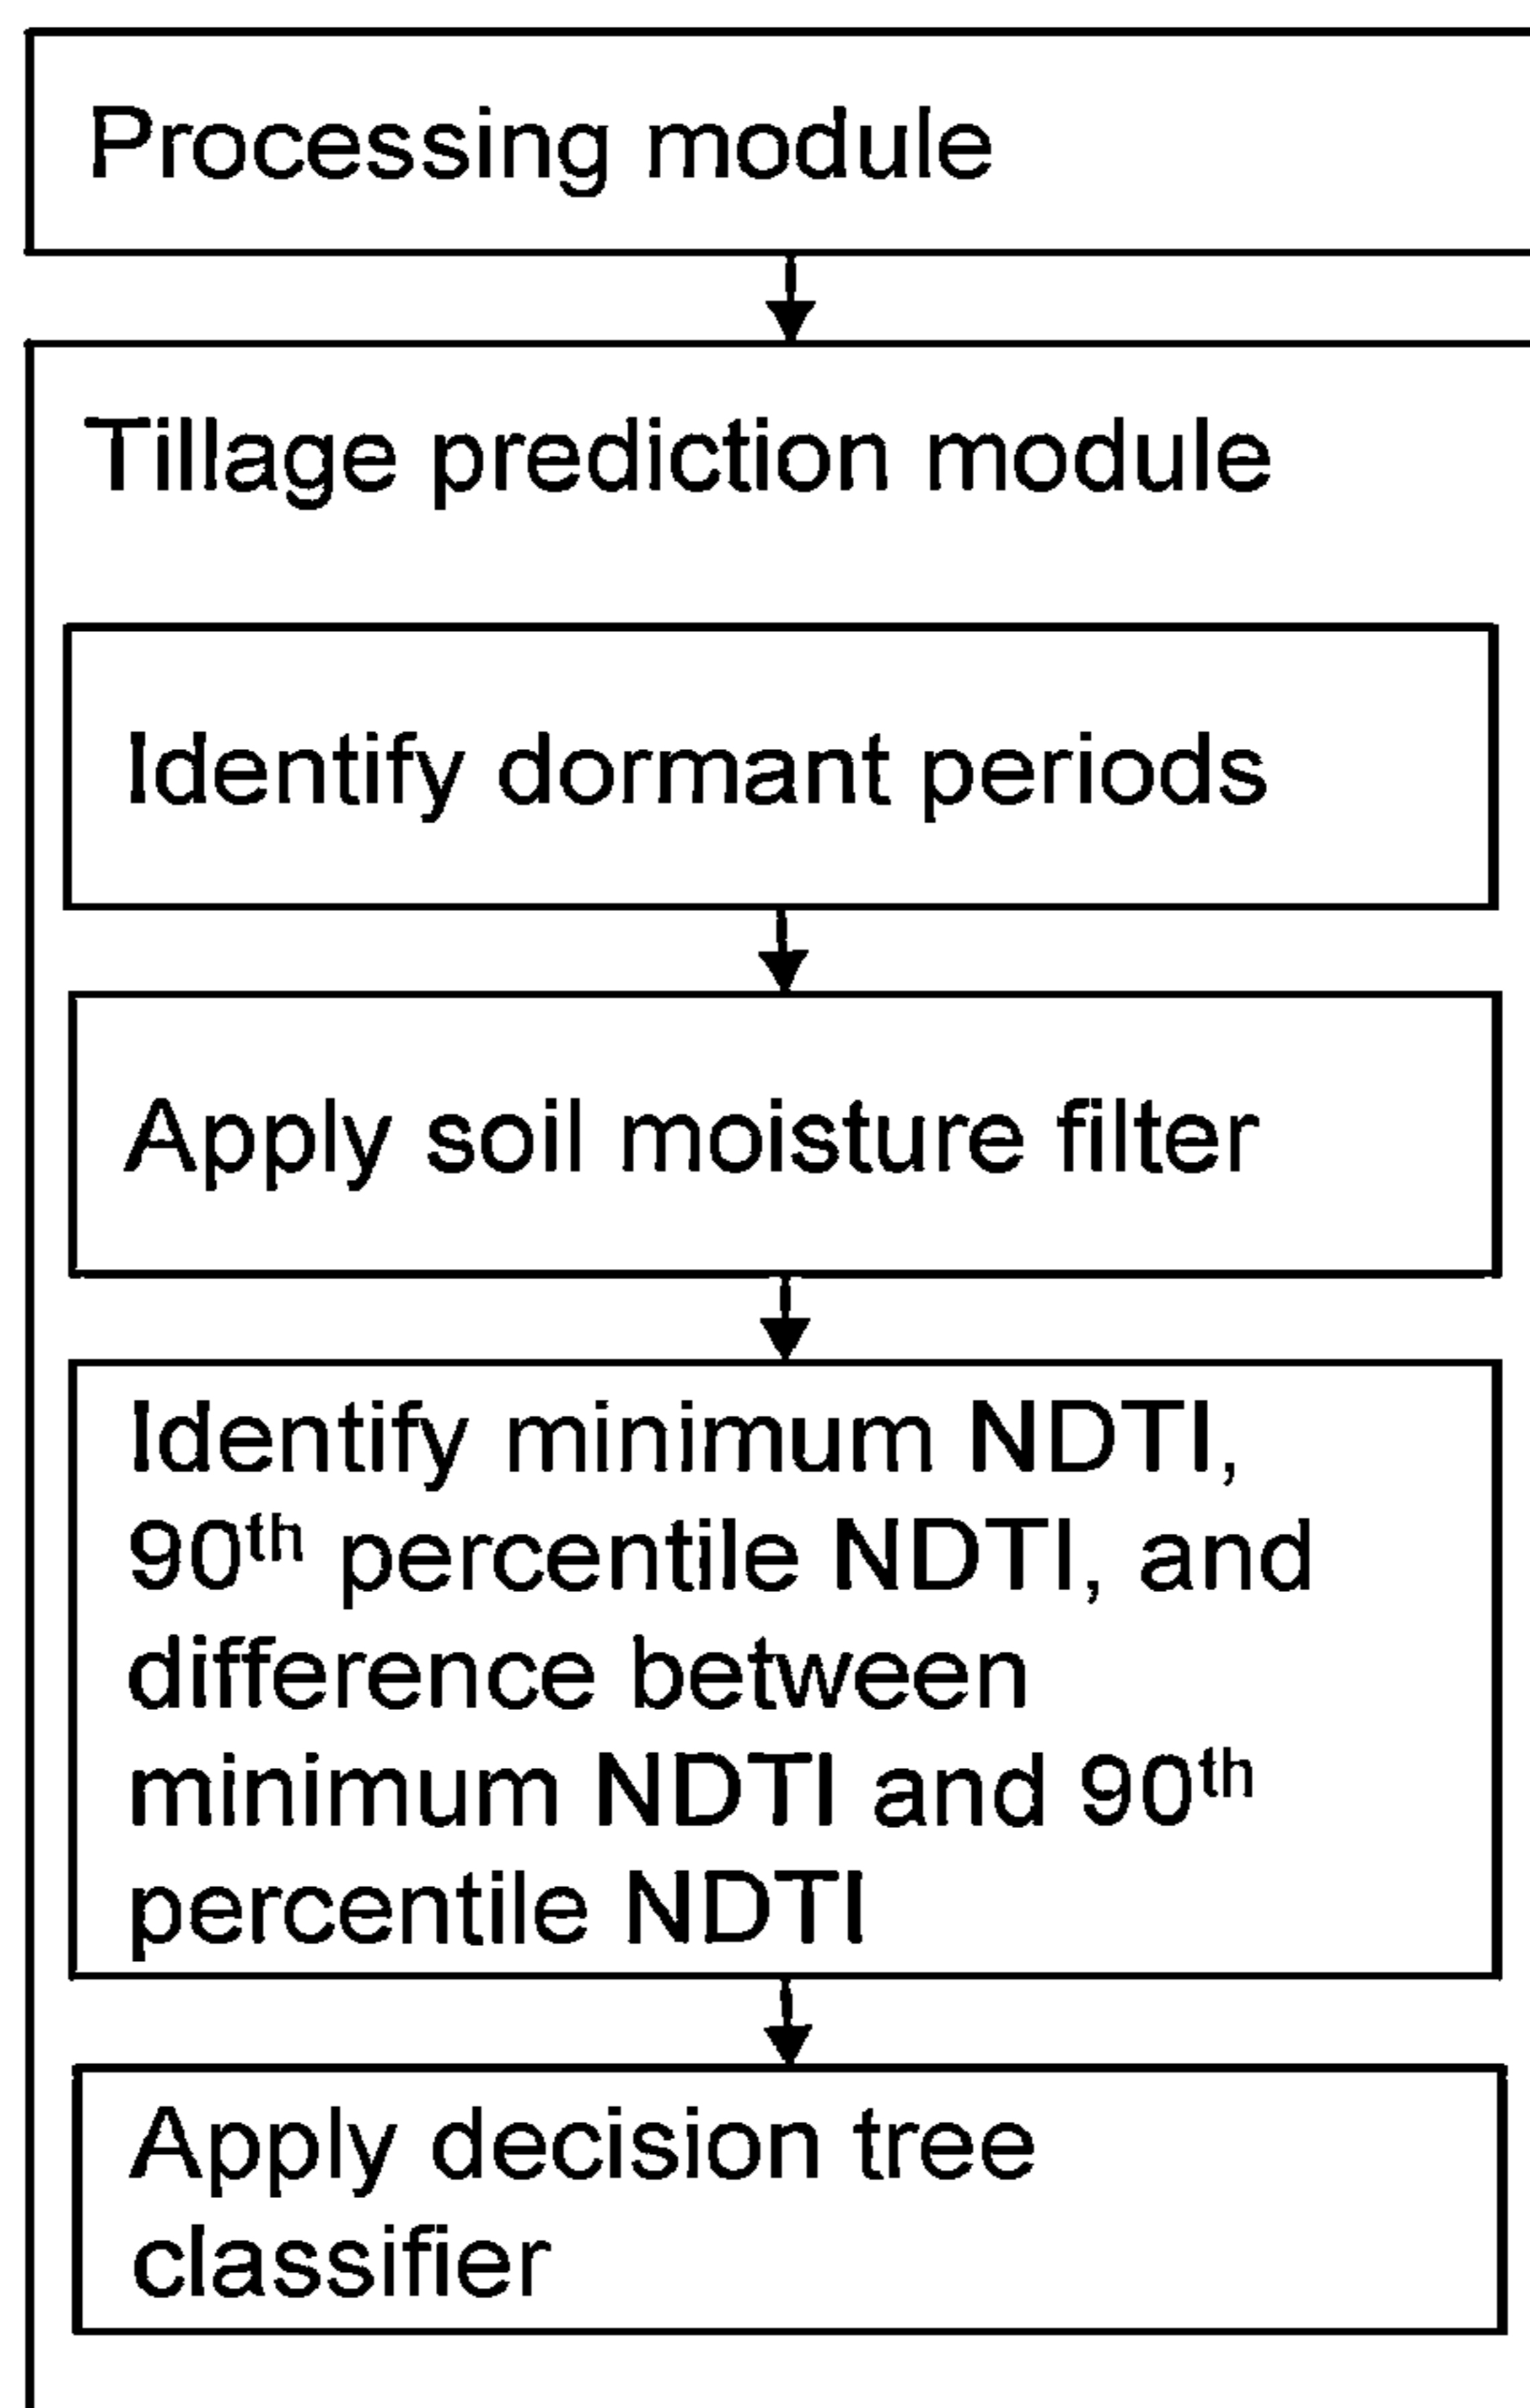 Processing module
Tillage prediction module
Identify dormant periods
Apply soil moisture filter
Identify minimum NDTI,
90th percentile NDTI, and
difference between
minimum NDTI and 90th
percentile NDTI
Apply decision tree
classifier